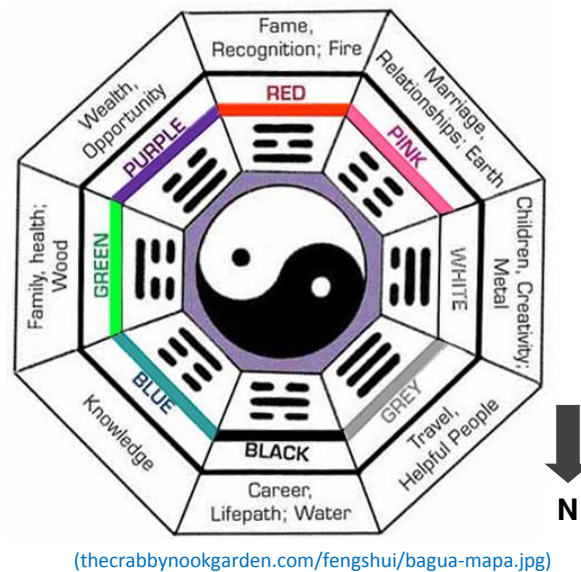 Fame,
Recognition; Fire
RED
Marriage,
Relationships; Earth
PINK
Children, Creativity;
Metal
WHITE
Travel,
Helpful People
GREY
Career,
Lifepath; Water
BLACK
Knowledge
BLUE
Family, health;
Wood
GREEN
Wealth,
Opportunity
PURPLE
N
(thecrabbynookgarden.com/fengshui/bagua-mapa.jpg)